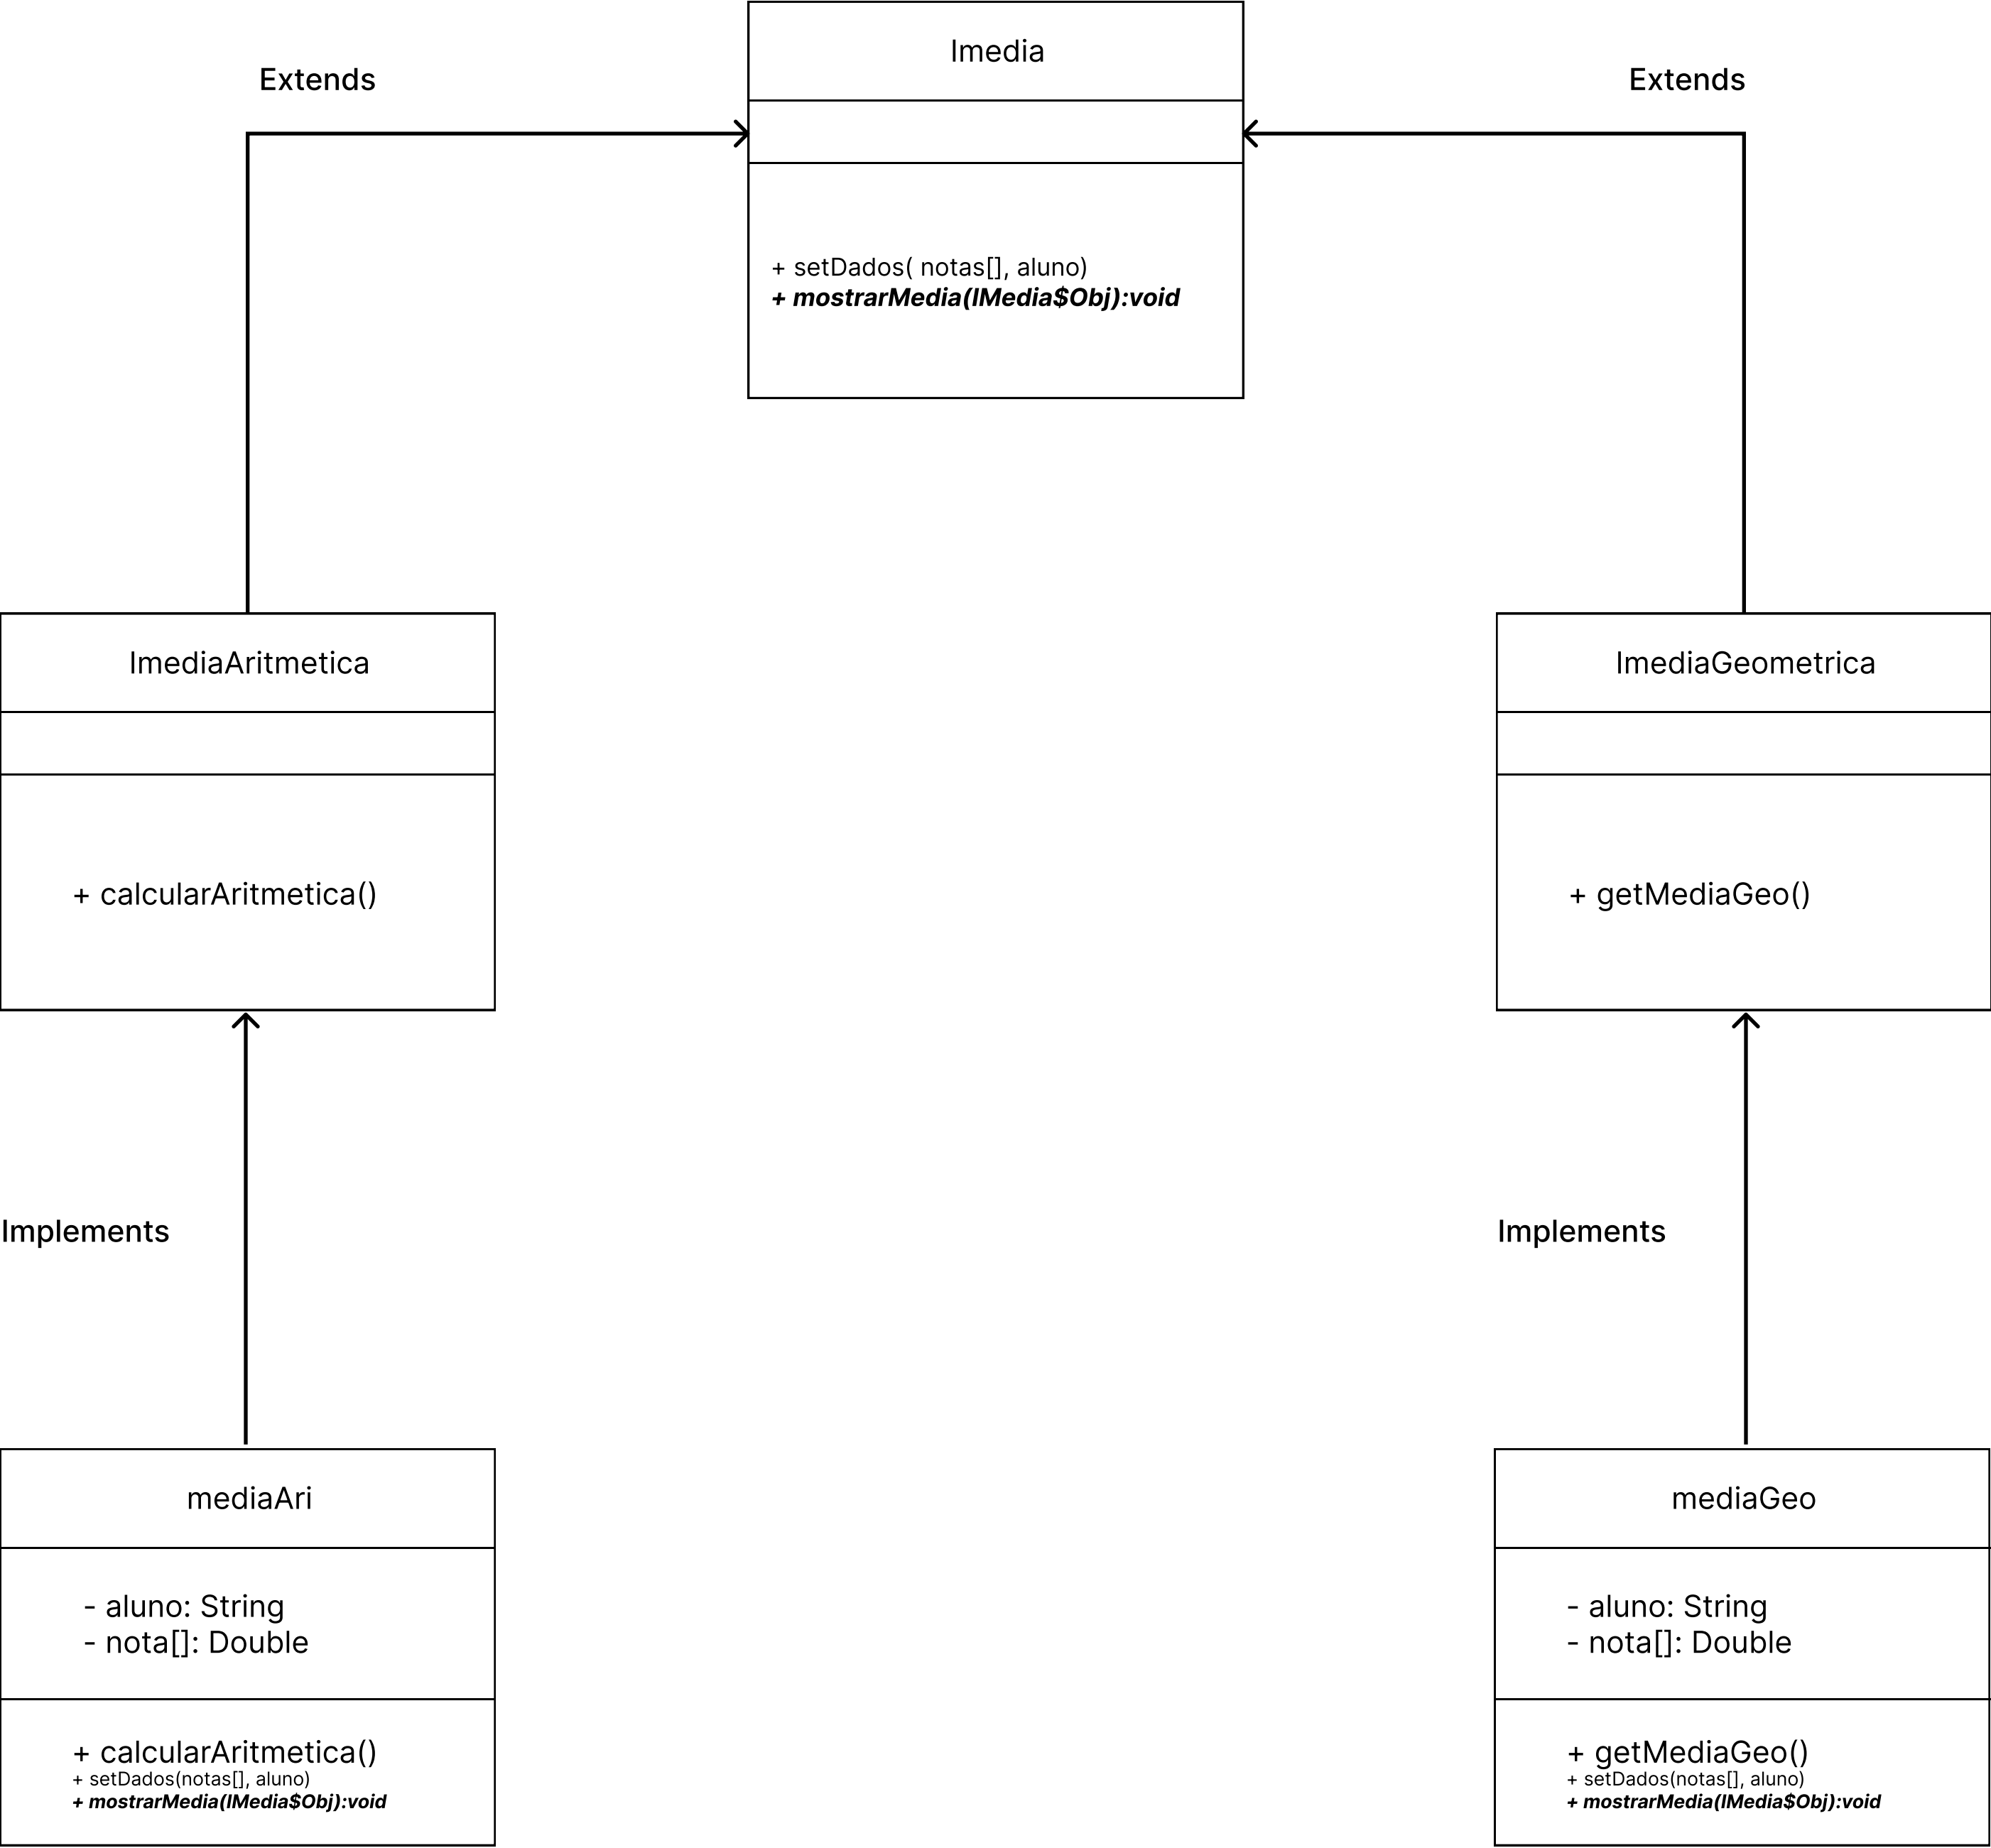 Imedia
Extends
Extends
+ setDados( notas[], aluno)
+ mostrarMedia(IMedia$Obj):void
ImediaAritmetica
ImediaGeometrica
+ calcularAritmetica()
+ getMediaGeo()
Implements
Implements
mediaAri
mediaGeo
- aluno: String
- nota[]: Double
- aluno: String
- nota[]: Double
+ calcularAritmetica()
+ setDados(notas[], aluno)
+ mostrarMedia(IMedia$Obj):void
+ getMediaGeo()
+ setDados(notas[], aluno)
+ mostrarMedia(IMedia$Obj):void